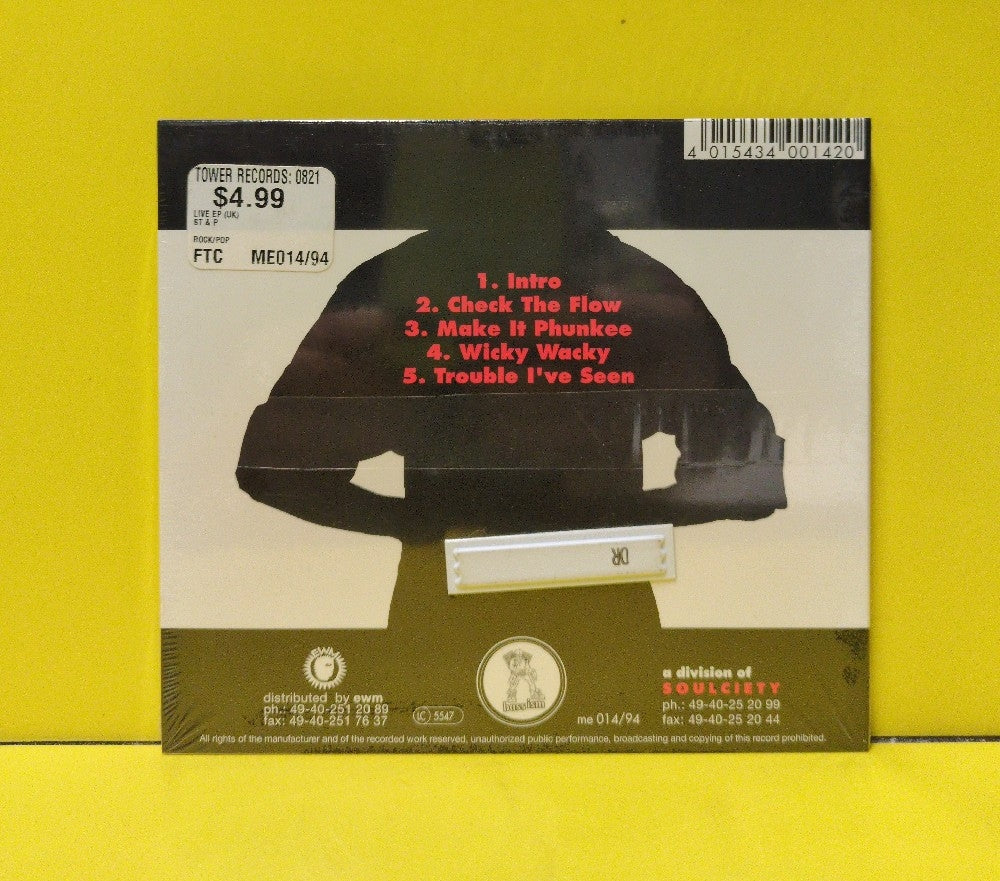 TOWER RECORDS: 0821
$4.99
LIVE EP (UK)
ST & P
ROCK/POP
FTC ME014/94
4 015434 001420
1. Intro
2. Check The Flow
3. Make It Phunkee
4. Wicky Wacky
5. Trouble I've Seen
DR
EWM
distributed by ewm
ph.: 49-40-251 20 89
fax: 49-40-251 76 37
LC 5547
bassism
me 014/94
a division of
SOULCIETY
ph.: 49-40-25 20 99
fax: 49-40-25 20 44
All rights of the manufacturer and of the recorded work reserved, unauthorized public performance, broadcasting and copying of this record prohibited.